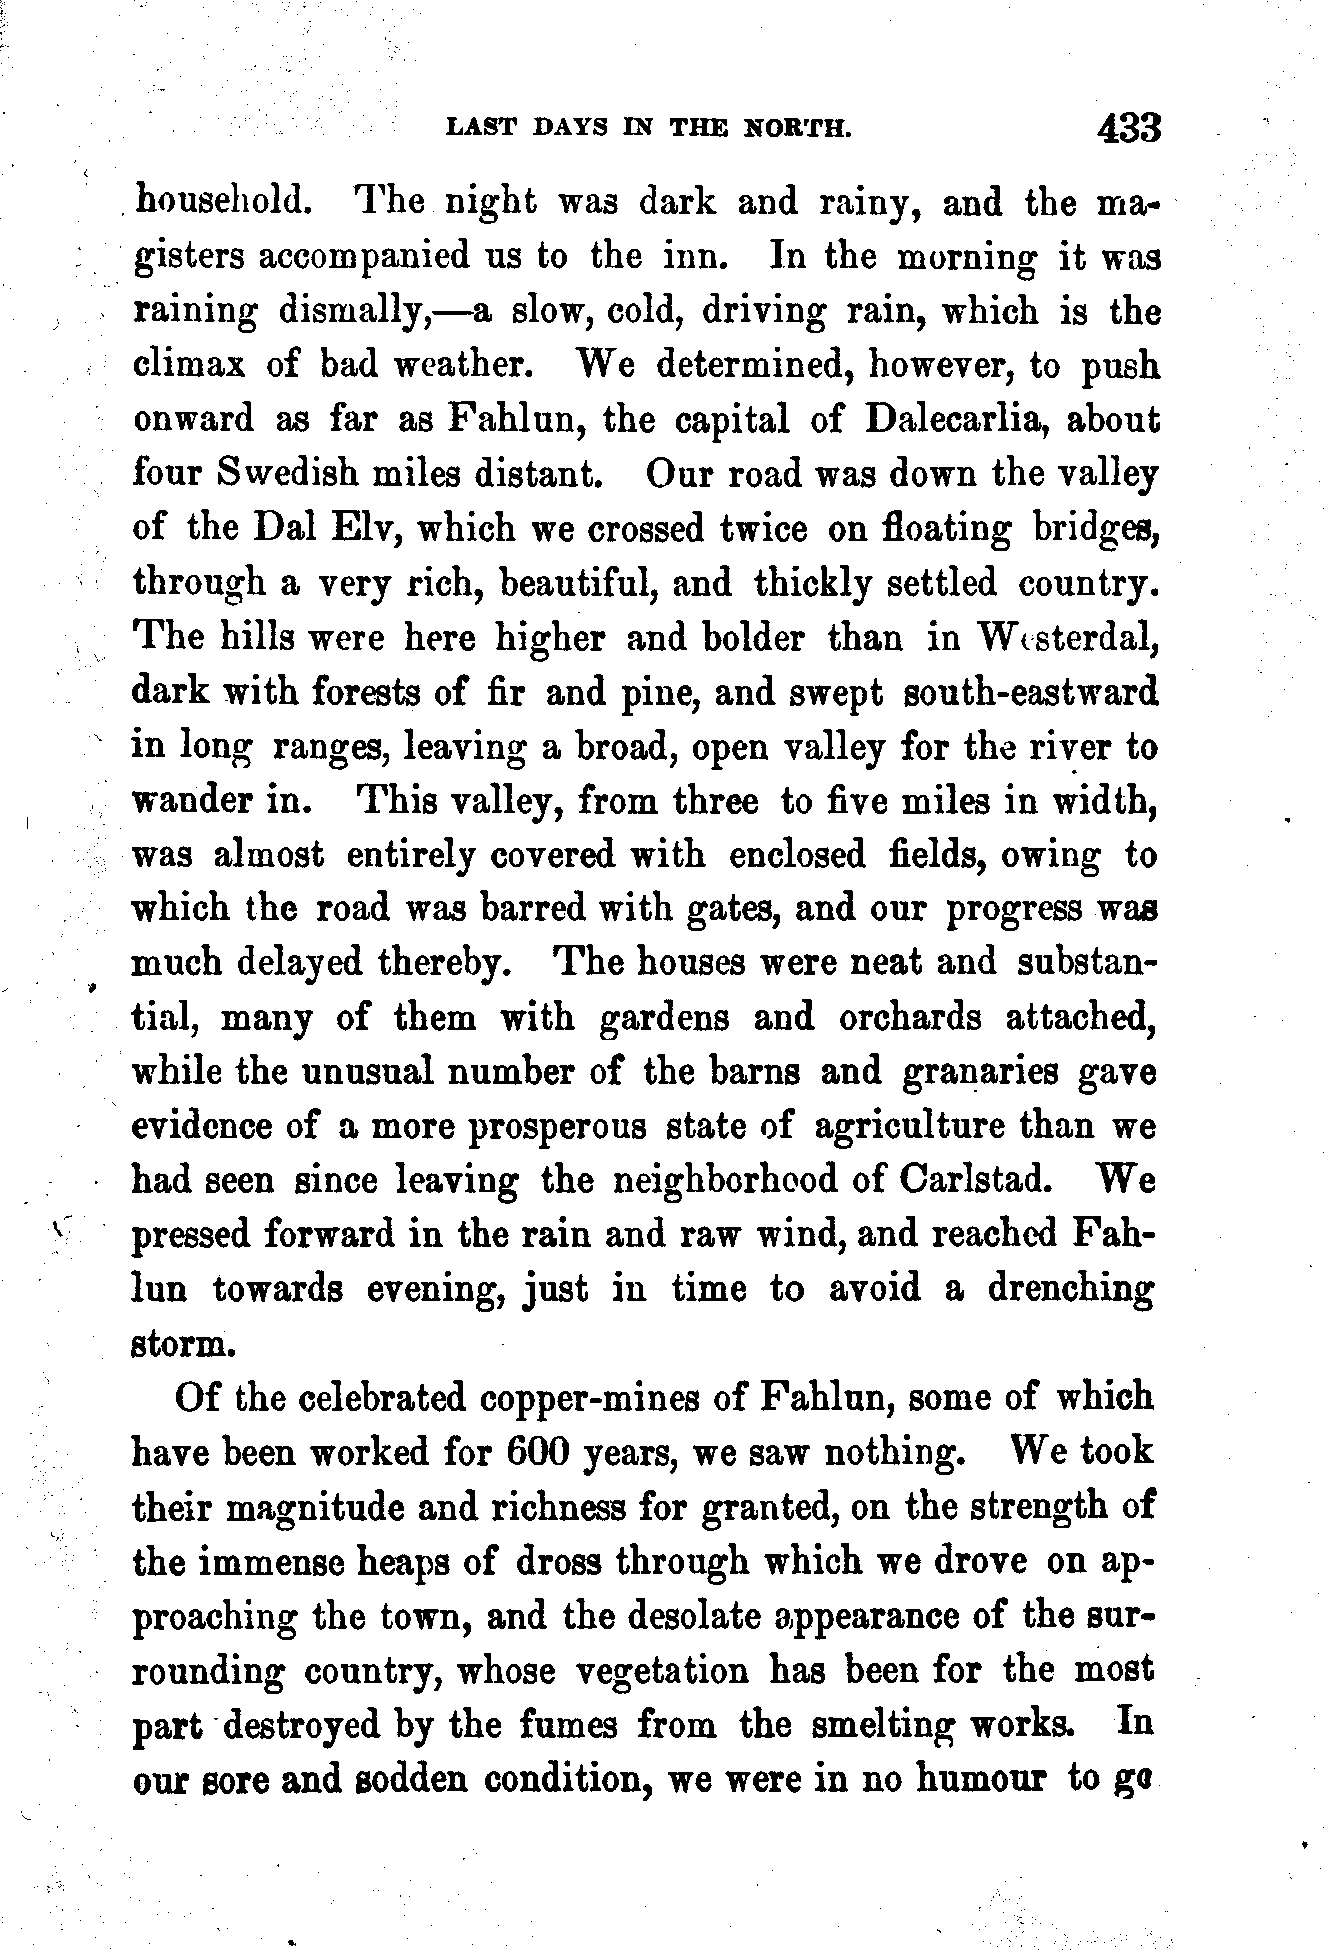 LAST DAYS IN THE NORTH. 433
household. The night was dark and rainy, and the ma-
gisters accompanied us to the inn. In the morning it was
raining dismally,—a slow, cold, driving rain, which is the
climax of bad weather. We determined, however, to push
onward as far as Fahlun, the capital of Dalecarlia, about
four Swedish miles distant. Our road was down the valley
of the Dal Elv, which we crossed twice on floating bridges,
through a very rich, beautiful, and thickly settled country.
The hills were here higher and bolder than in Westerdal,
dark with forests of fir and pine, and swept south-eastward
in long ranges, leaving a broad, open valley for the river to
wander in. This valley, from three to five miles in width,
was almost entirely covered with enclosed fields, owing to
which the road was barred with gates, and our progress was
much delayed thereby. The houses were neat and substan-
tial, many of them with gardens and orchards attached,
while the unusual number of the barns and granaries gave
evidence of a more prosperous state of agriculture than we
had seen since leaving the neighborhood of Carlstad. We
pressed forward in the rain and raw wind, and reached Fah-
lun towards evening, just in time to avoid a drenching
storm.
Of the celebrated copper-mines of Fahlun, some of which
have been worked for 600 years, we saw nothing. We took
their magnitude and richness for granted, on the strength of
the immense heaps of dross through which we drove on ap-
proaching the town, and the desolate appearance of the sur-
rounding country, whose vegetation has been for the most
part destroyed by the fumes from the smelting works. In
our sore and sodden condition, we were in no humour to go